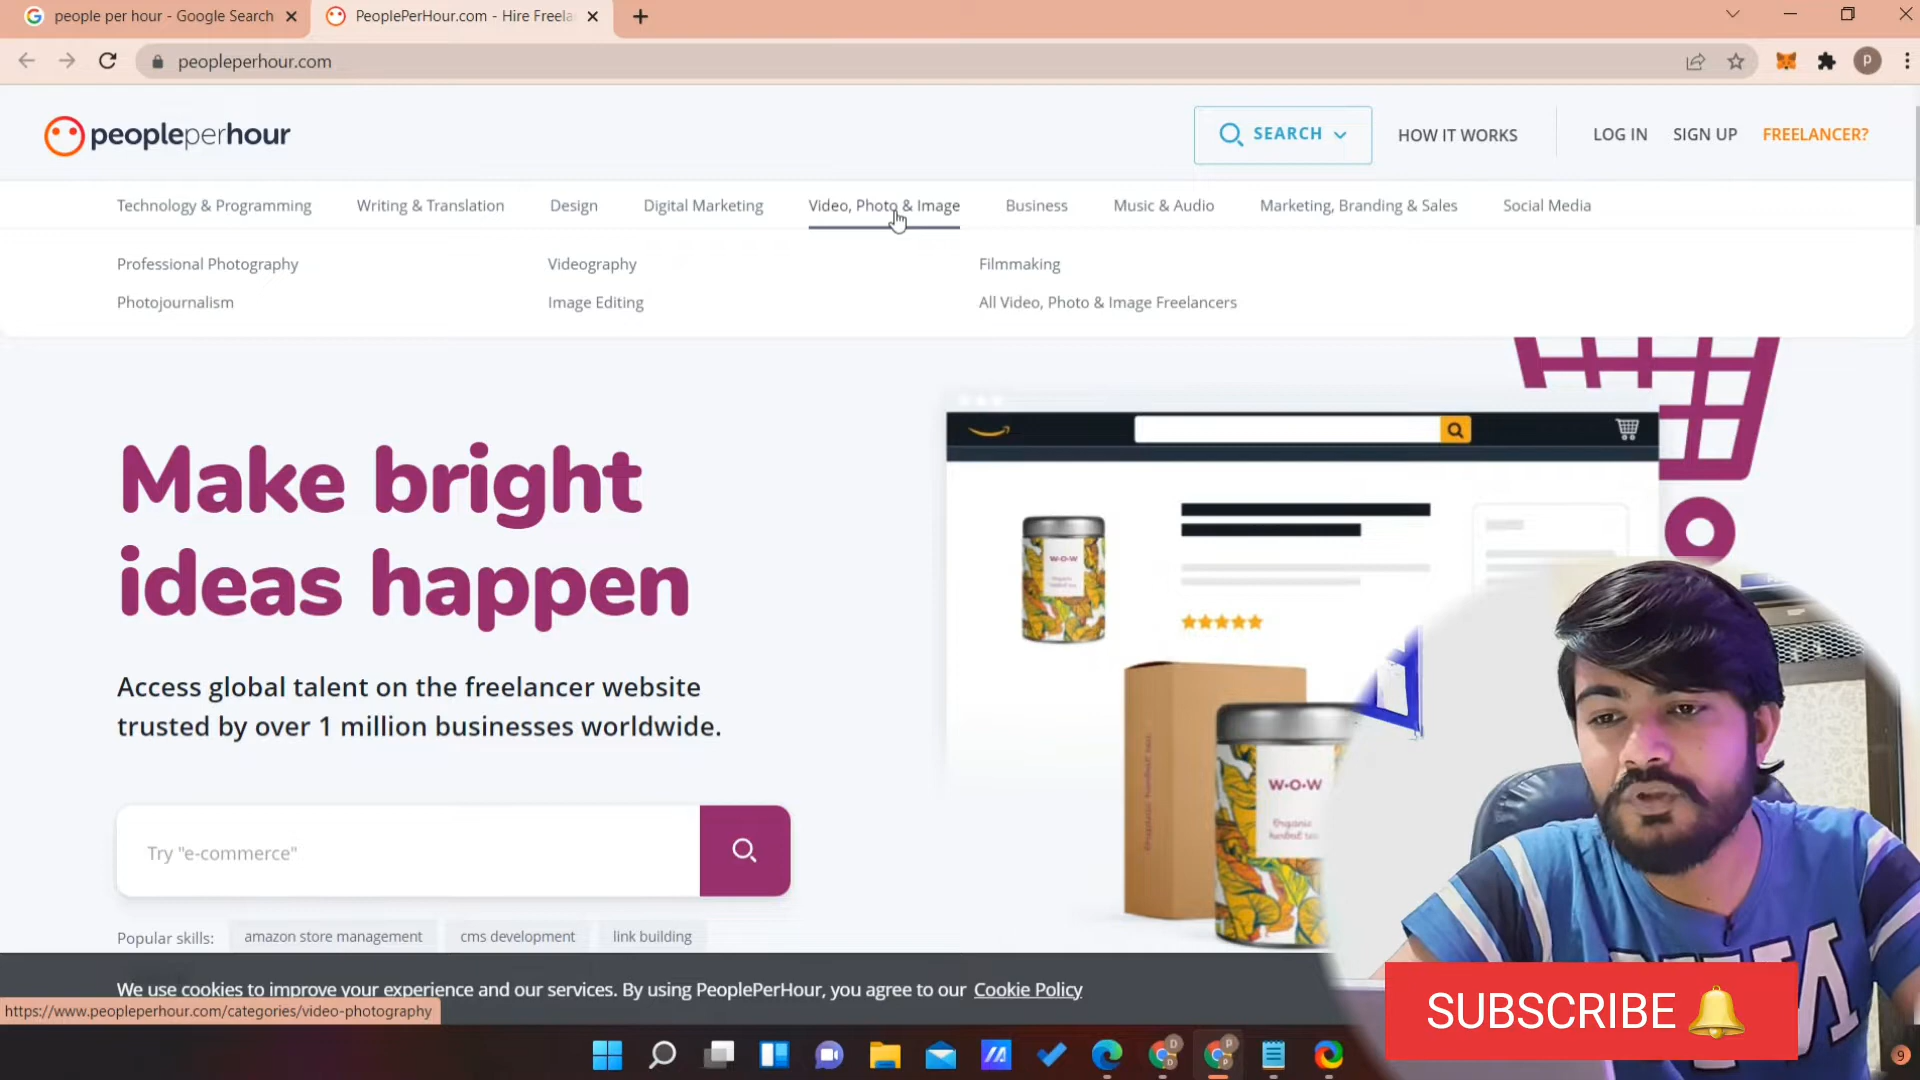 people per hour - Google Search
PeoplePerHour.com - Hire Freela
peopleperhour.com
P
peopleperhour
SEARCH
HOW IT WORKS
LOG IN
SIGN UP
FREELANCER?
Technology & Programming
Writing & Translation
Design
Digital Marketing
Video, Photo & Image
Business
Music & Audio
Marketing, Branding & Sales
Social Media
Professional Photography
Videography
Filmmaking
Photojournalism
Image Editing
All Video, Photo & Image Freelancers
Make bright
ideas happen
Access global talent on the freelancer website
trusted by over 1 million businesses worldwide.
Try "e-commerce"
Popular skills:
amazon store management
cms development
link building
W•O•W
W•O•W
Organic
herbal tea
We use cookies to improve your experience and our services. By using PeoplePerHour, you agree to our Cookie Policy
https://www.peopleperhour.com/categories/video-photography
SUBSCRIBE
9